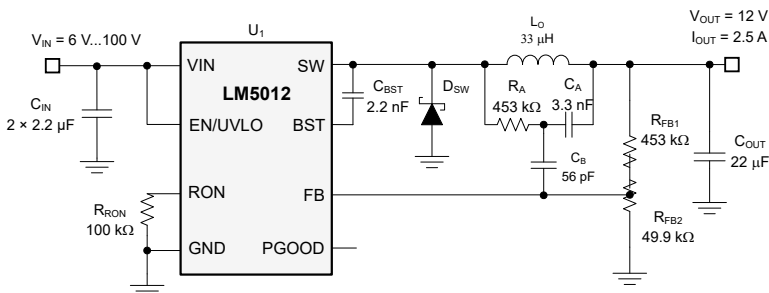 U1
VIN = 6 V...100 V
VOUT = 12 V
IOUT = 2.5 A
LM5012
VIN
EN/UVLO
RON
GND
SW
BST
FB
PGOOD
CIN
2 × 2.2 µF
RRON
100 kΩ
CBST
2.2 nF
DSW
LO
33 µH
RA
453 kΩ
CA
3.3 nF
CB
56 pF
RFB1
453 kΩ
RFB2
49.9 kΩ
COUT
22 µF